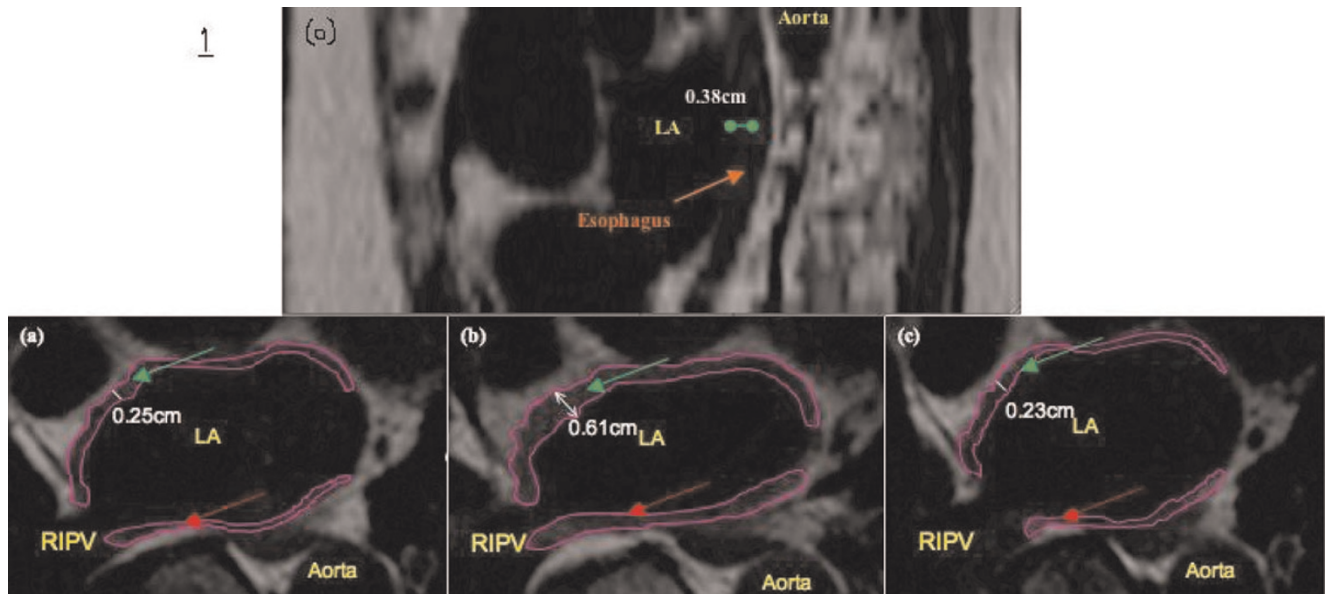 1
(a)
Aorta
0.38cm
LA
Esophagus
(a)
0.25cm
LA
RIPV
Aorta
(b)
0.61cm
LA
RIPV
Aorta
(c)
0.23cm
LA
RIPV
Aorta